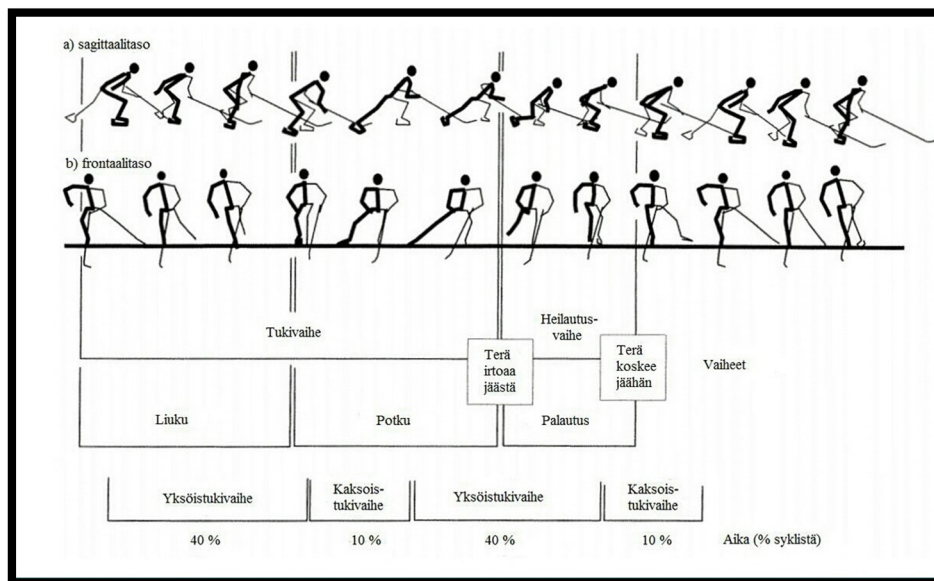 a) sagittaalitaso
b) frontaalitaso
Tukivaihe
Heilautus-
vaihe
Terä
irtoaa
jäästä
Terä
koskee
jäähän
Vaiheet
Liuku
Potku
Palautus
Yksöistukivaihe
Kaksois-
tukivaihe
Yksöistukivaihe
Kaksois-
tukivaihe
40 %
10 %
40 %
10 %
Aika (% syklistä)